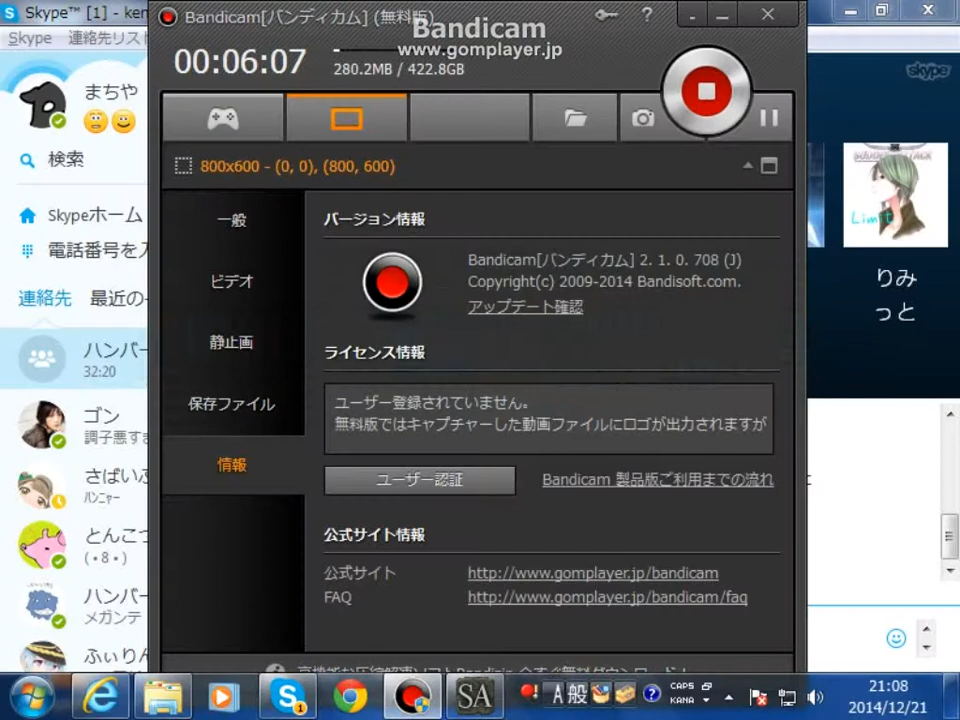 Skype™ [1] - ken
Skype 連絡先リスト
まちや
検索
Skypeホーム
電話番号を入
連絡先 最近の
ハンバー
32:20
ゴン
調子悪すぎ
さばいぶ
ハンニャー
とんこつ
(・8・)
ハンバー
メガンテ
ふぃりん
Bandicam[バンディカム] (無料版)
Bandicam
www.gomplayer.jp
00:06:07
280.2MB / 422.8GB
800x600 - (0, 0), (800, 600)
一般
ビデオ
静止画
保存ファイル
情報
バージョン情報
Bandicam[バンディカム] 2. 1. 0. 708 (J)
Copyright(c) 2009-2014 Bandisoft.com.
アップデート確認
ライセンス情報
ユーザー登録されていません。
無料版ではキャプチャーした動画ファイルにロゴが出力されますが
ユーザー認証
Bandicam 製品版ご利用までの流れ
公式サイト情報
公式サイト
http://www.gomplayer.jp/bandicam
FAQ
http://www.gomplayer.jp/bandicam/faq
skype
Limit
りみ
っと
SA
A 般
CAPS
KANA
21:08
2014/12/21